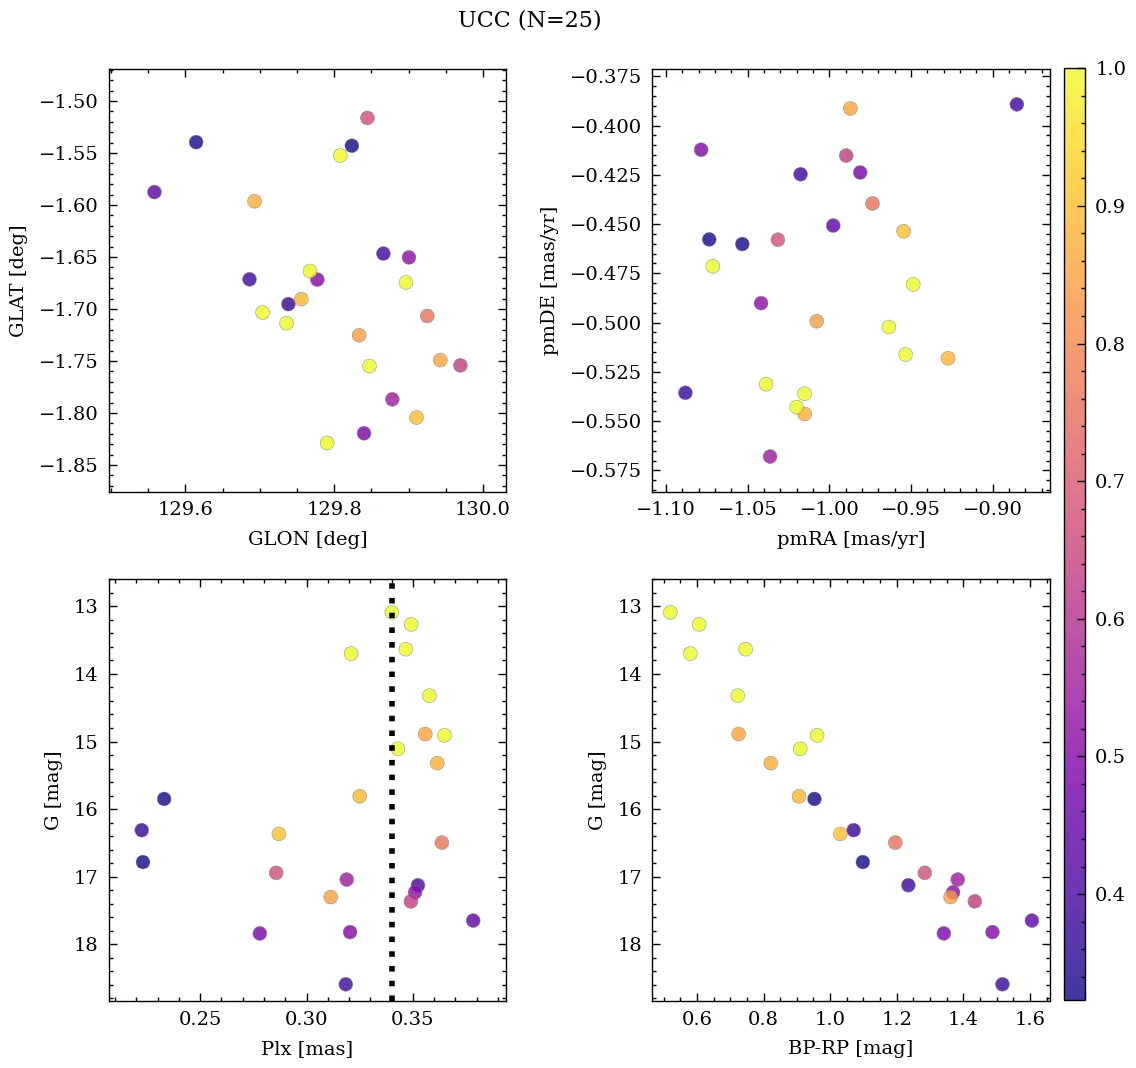 UCC (N=25)
−1.50
−1.55
−1.60
−1.65
−1.70
−1.75
−1.80
−1.85
GLAT [deg]
129.6 129.8 130.0
GLON [deg]
−0.375
−0.400
−0.425
−0.450
−0.475
−0.500
−0.525
−0.550
−0.575
pmDE [mas/yr]
−1.10 −1.05 −1.00 −0.95 −0.90
pmRA [mas/yr]
13
14
15
16
17
18
G [mag]
0.25 0.30 0.35
Plx [mas]
13
14
15
16
17
18
G [mag]
0.6 0.8 1.0 1.2 1.4 1.6
BP-RP [mag]
1.0
0.9
0.8
0.7
0.6
0.5
0.4